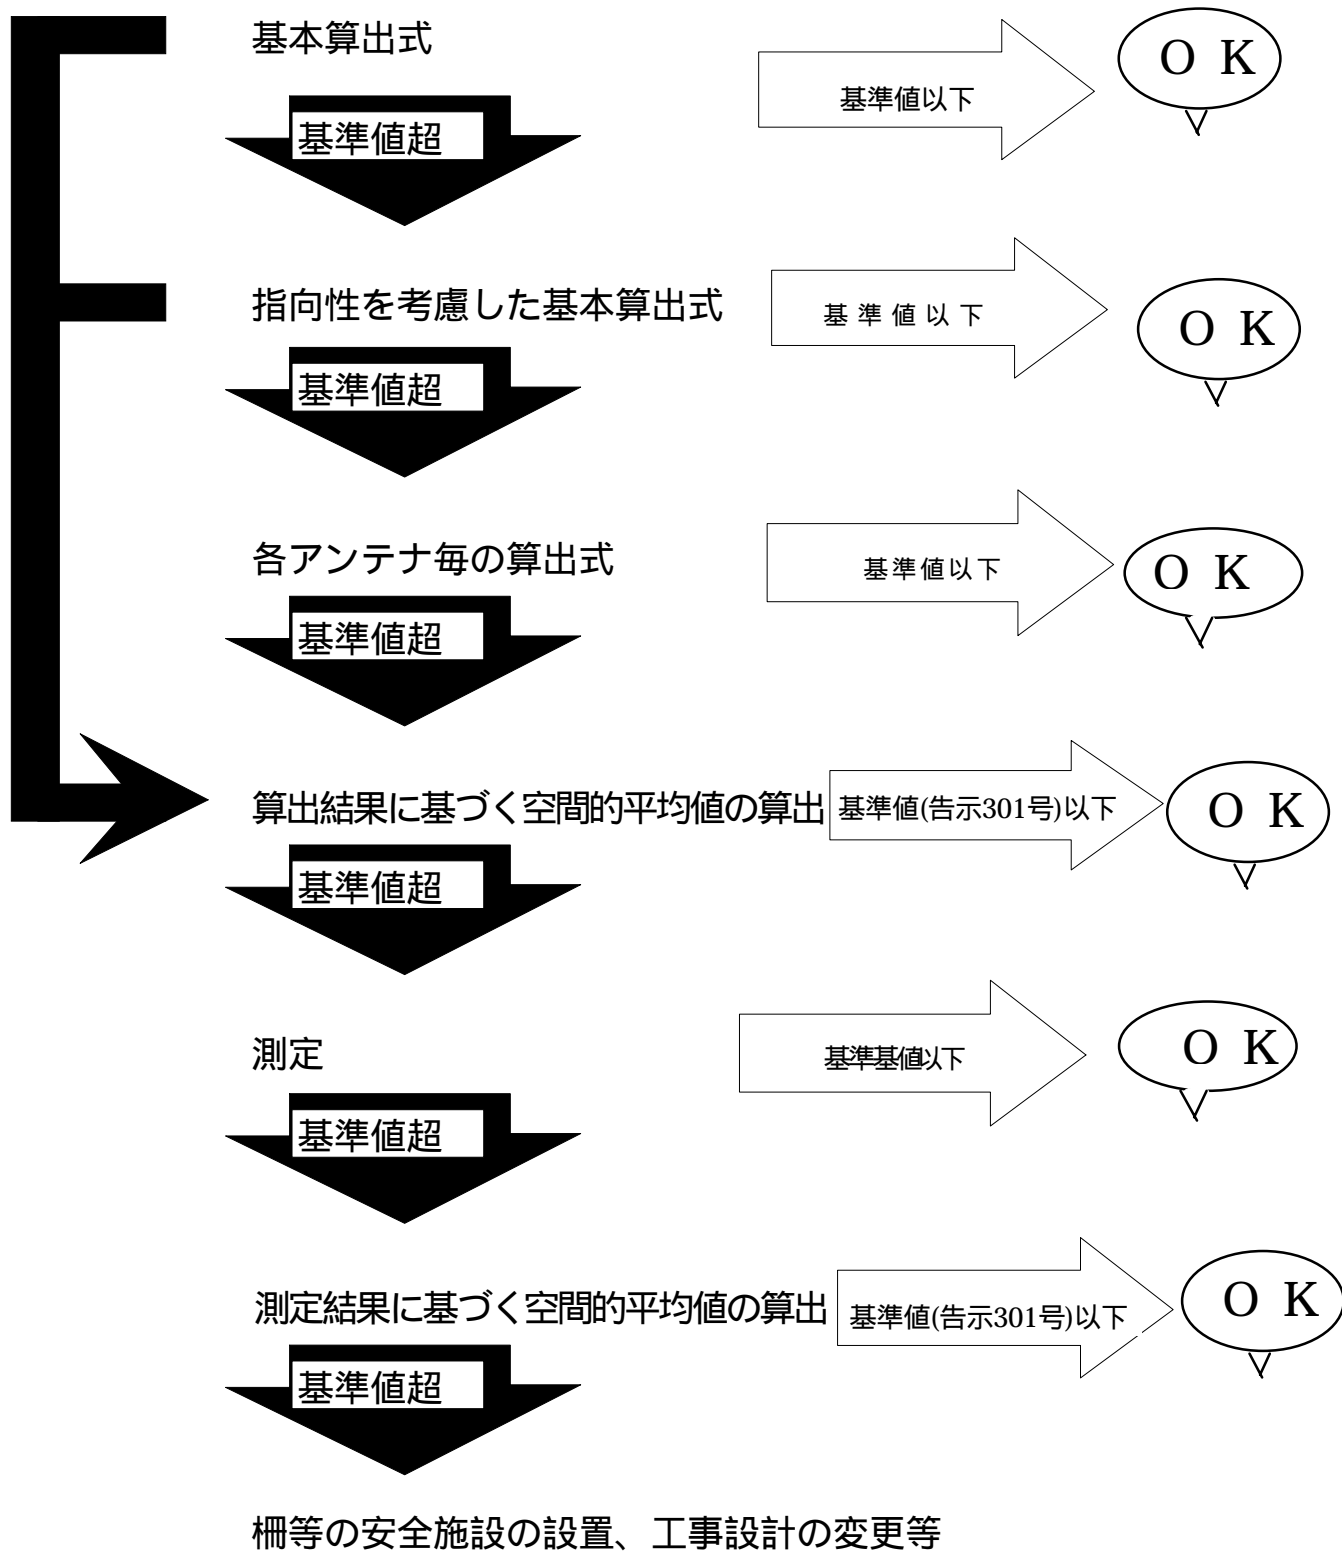 基本算出式
基準値以下
O K
基準値超
指向性を考慮した基本算出式
基準値以下
O K
基準値超
各アンテナ毎の算出式
基準値以下
O K
基準値超
算出結果に基づく空間的平均値の算出
基準値(告示301号)以下
O K
基準値超
測定
基準基値以下
O K
基準値超
測定結果に基づく空間的平均値の算出
基準値(告示301号)以下
O K
基準値超
柵等の安全施設の設置、工事設計の変更等